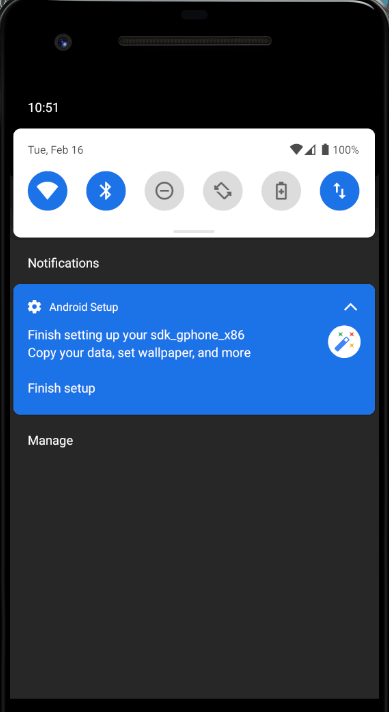 10:51
Tue, Feb 16
100%
Notifications
Android Setup
Finish setting up your sdk_gphone_x86
Copy your data, set wallpaper, and more
Finish setup
Manage